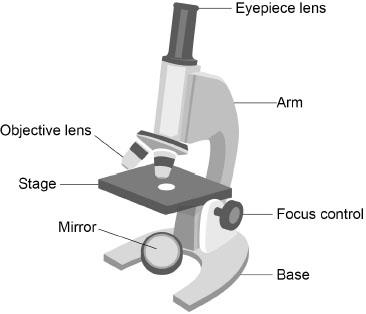 Eyepiece lens
Arm
Objective lens
Stage
Focus control
Mirror
Base